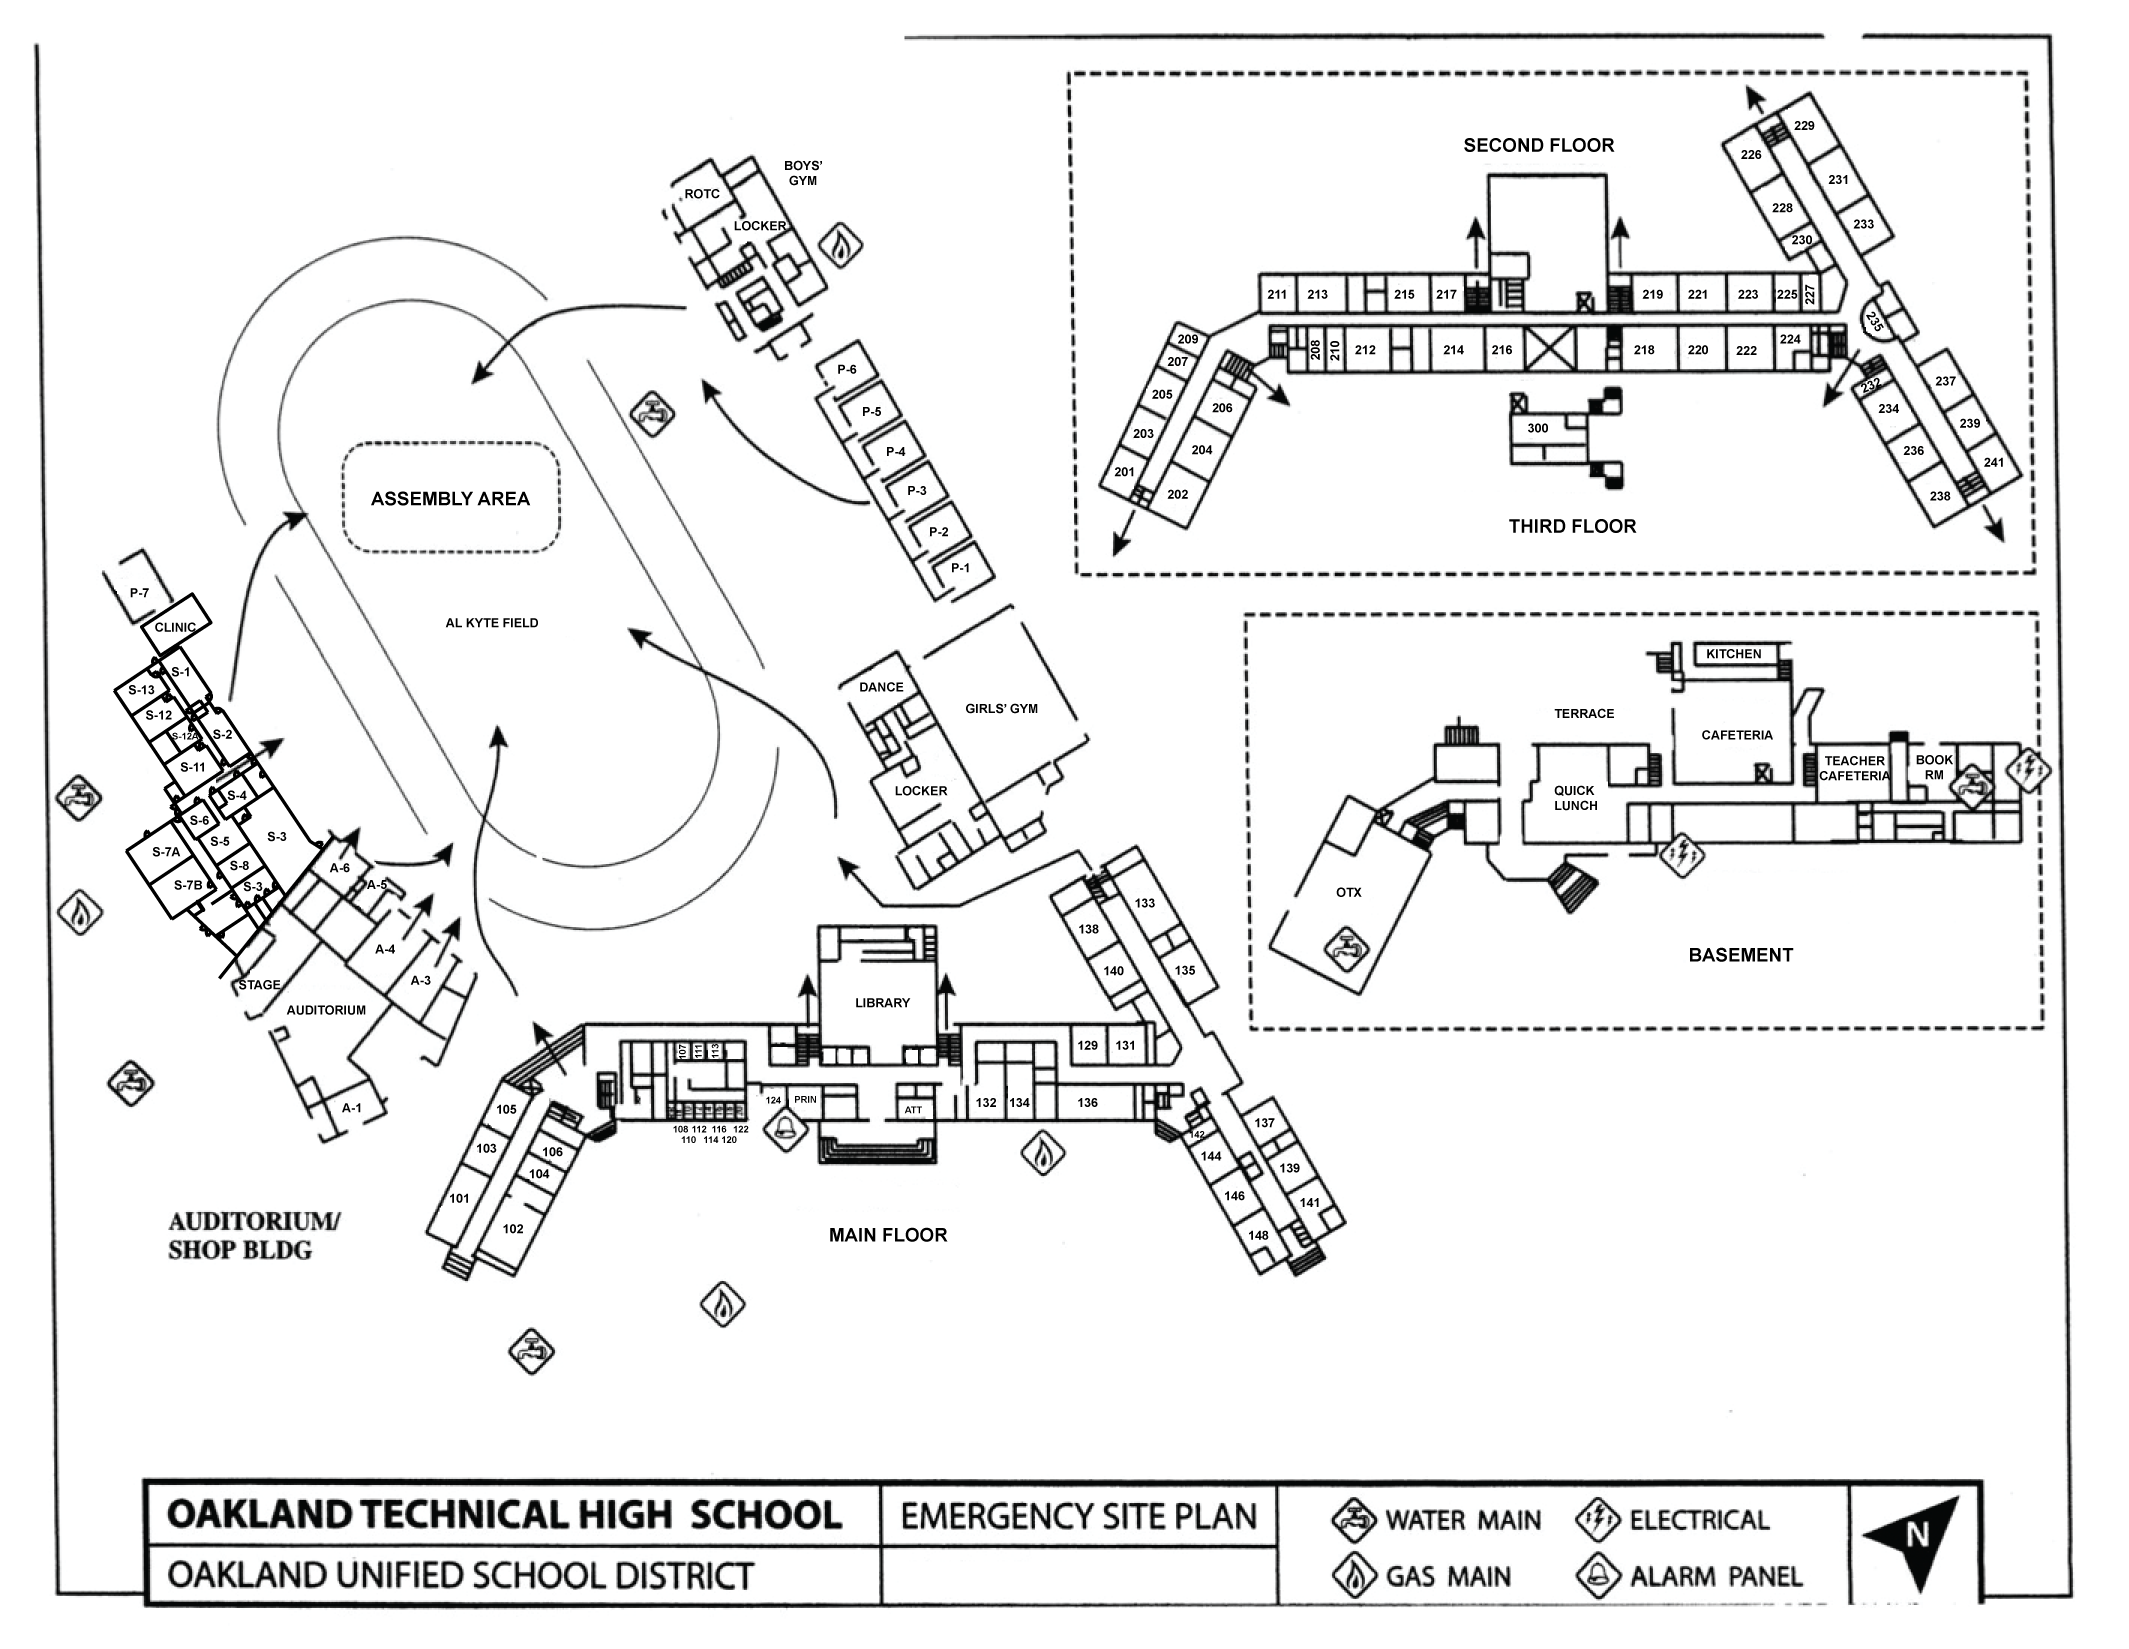 SECOND FLOOR
229
226
231
228
233
230
211
213
215
217
219
221
223
225
227
235
209
207
208
210
212
214
216
218
220
222
224
205
206
203
204
201
202
232
237
234
239
236
241
238
300
THIRD FLOOR
BOYS'
GYM
ROTC
LOCKER
P-6
P-5
P-4
P-3
P-2
P-1
ASSEMBLY AREA
AL KYTE FIELD
P-7
CLINIC
S-1
S-13
S-12
S-12A
S-2
S-11
S-4
S-6
S-5
S-3
S-7A
S-8
S-7B
S-3
A-6
A-5
A-4
A-3
STAGE
AUDITORIUM
A-1
AUDITORIUM/
SHOP BLDG
DANCE
GIRLS' GYM
LOCKER
KITCHEN
TERRACE
CAFETERIA
TEACHER
CAFETERIA
BOOK
RM
QUICK
LUNCH
OTX
BASEMENT
133
138
140
135
LIBRARY
107
111
113
129
131
105
103
101
106
104
102
124
PRIN
ATT
132
134
136
108 112 116 122
110 114 120
137
142
144
139
146
141
148
MAIN FLOOR
OAKLAND TECHNICAL HIGH SCHOOL
OAKLAND UNIFIED SCHOOL DISTRICT
EMERGENCY SITE PLAN
WATER MAIN
ELECTRICAL
GAS MAIN
ALARM PANEL
N